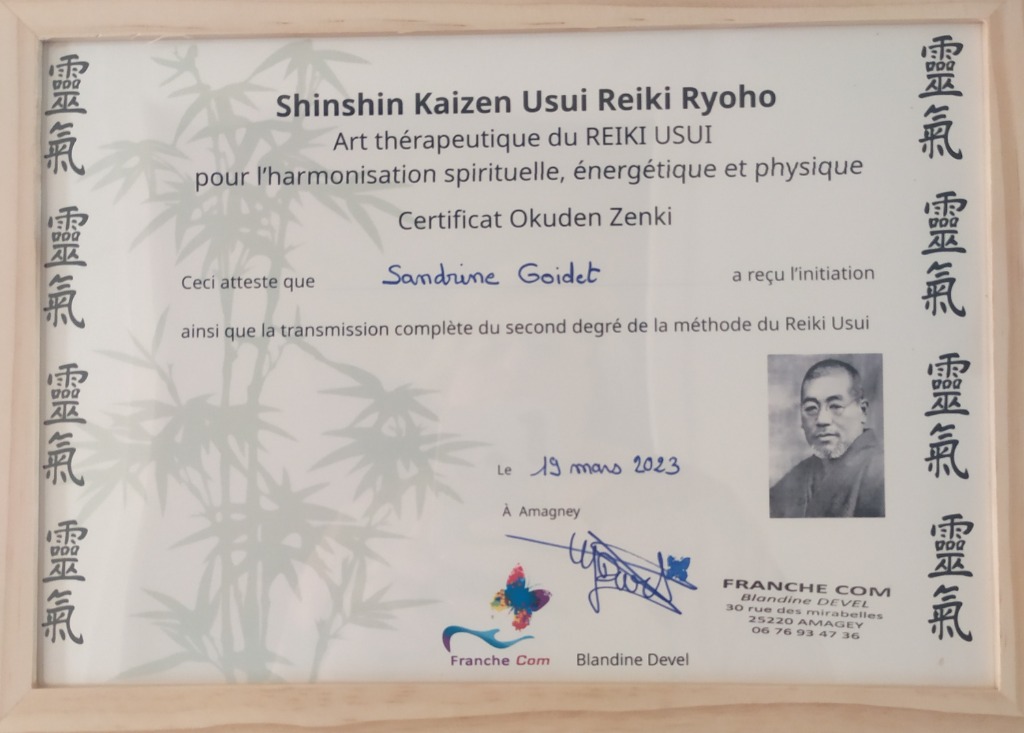 Shinshin Kaizen Usui Reiki Ryoho
Art thérapeutique du REIKI USUI
pour l'harmonisation spirituelle, énergétique et physique
Certificat Okuden Zenki
Ceci atteste que Sandrine Goidet a reçu l'initiation
ainsi que la transmission complète du second degré de la méthode du Reiki Usui
Le 19 mars 2023
À Amagney
Franche Com
Blandine Devel
FRANCHE COM
Blandine DEVEL
30 rue des mirabelles
25220 AMAGEY
06 76 93 47 36
靈氣
靈氣
靈氣
靈氣
靈氣
靈氣
靈氣
靈氣